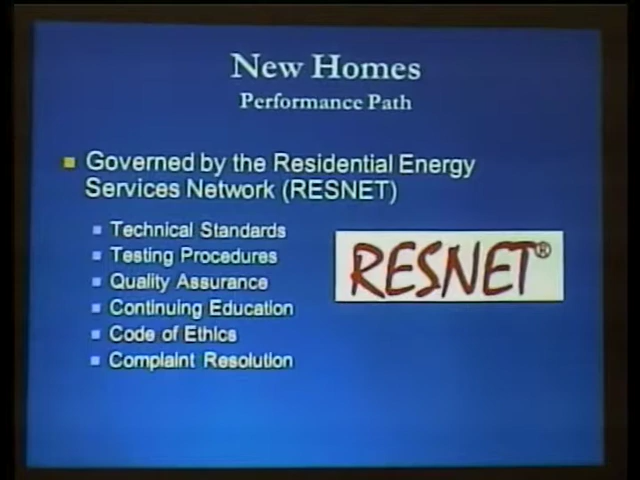 New Homes
Performance Path
Governed by the Residential Energy
Services Network (RESNET)
Technical Standards
Testing Procedures
RESNET®
Quality Assurance
Continuing Education
Code of Ethics
Complaint Resolution